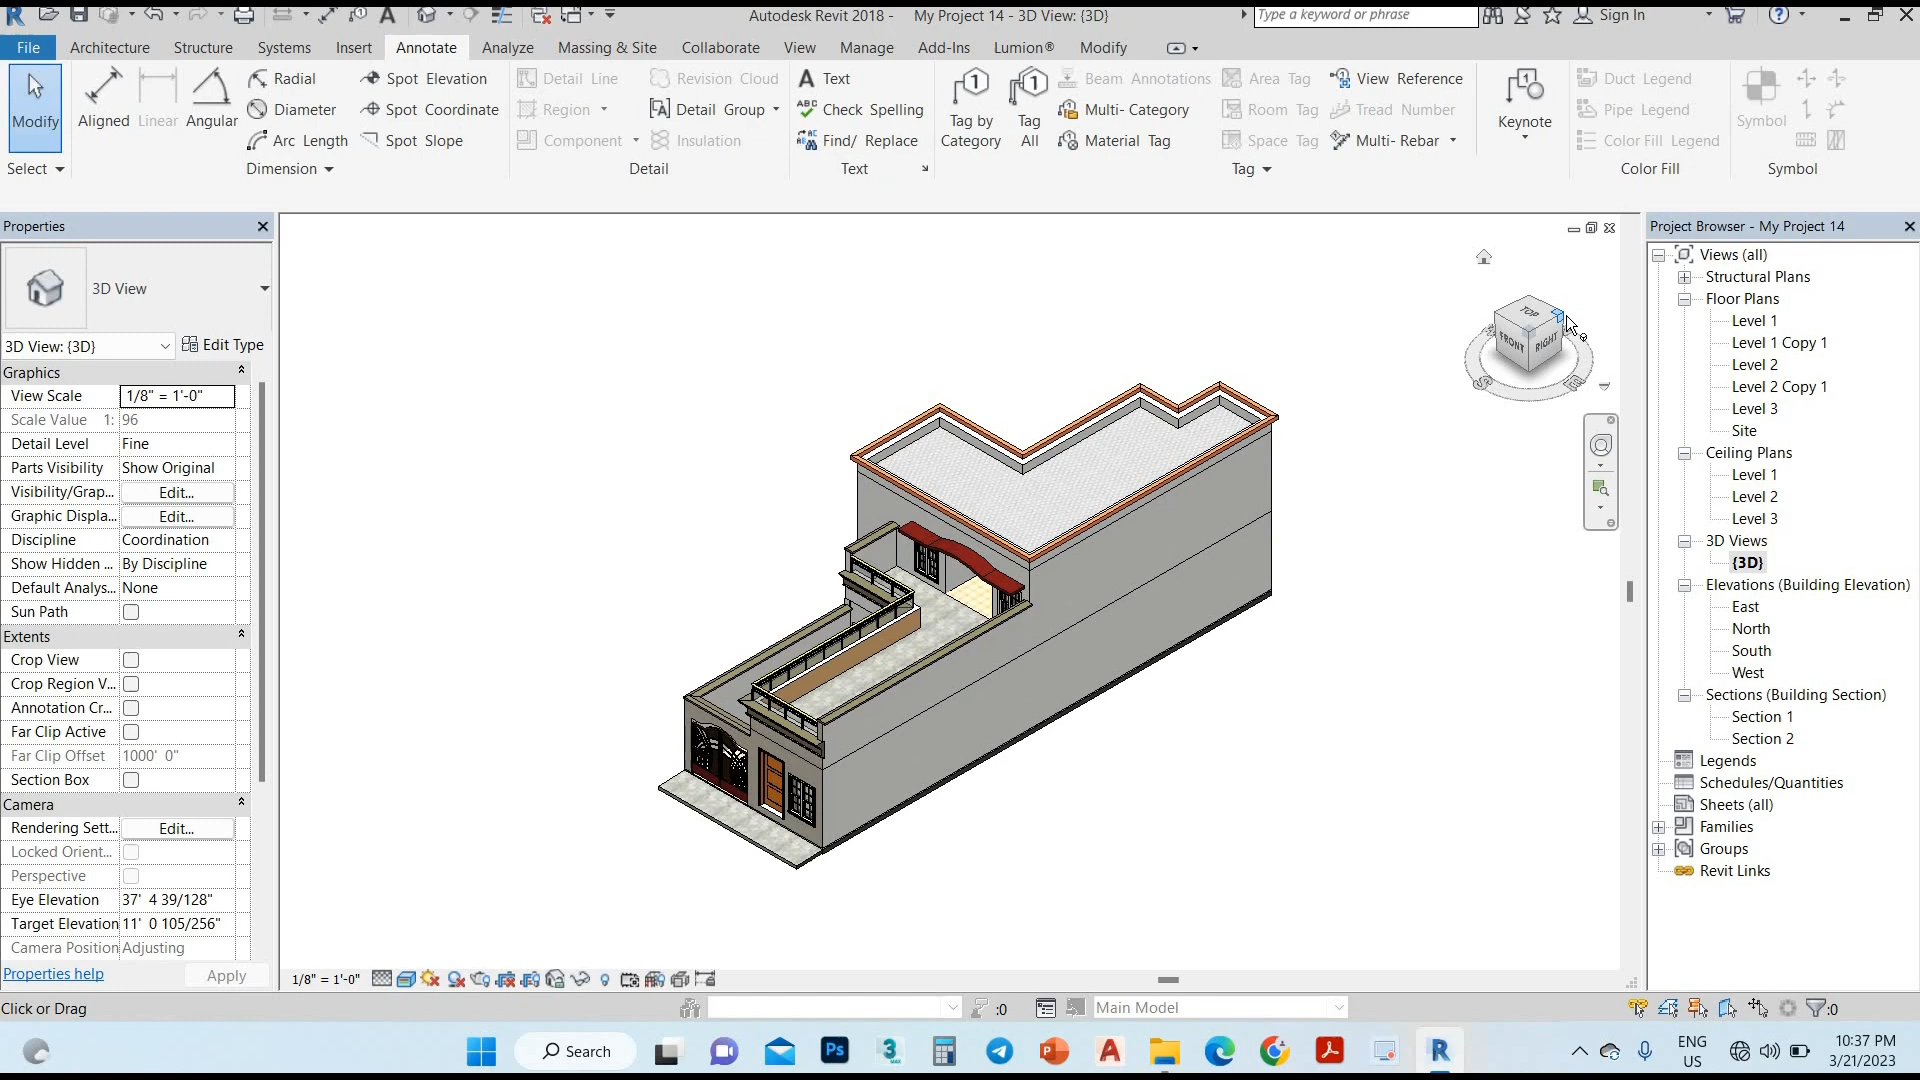 Autodesk Revit 2018 - My Project 14 - 3D View: {3D}
Type a keyword or phrase
Sign In
File Architecture Structure Systems Insert Annotate Analyze Massing & Site Collaborate View Manage Add-Ins Lumion® Modify
Modify
Aligned
Linear
Angular
Radial
Diameter
Arc Length
Spot Elevation
Spot Coordinate
Spot Slope
Detail Line
Region
Component
Revision Cloud
Detail Group
Insulation
Text
Check Spelling
Find/ Replace
Tag by
Category
Tag
All
Beam Annotations
Multi- Category
Material Tag
Area Tag
Room Tag
Space Tag
View Reference
Tread Number
Multi- Rebar
Keynote
Duct Legend
Pipe Legend
Color Fill Legend
Symbol
Select Dimension Detail Text Tag Color Fill Symbol
Properties
3D View
3D View: {3D} Edit Type
Graphics
View Scale 1/8" = 1'-0"
Scale Value 1: 96
Detail Level Fine
Parts Visibility Show Original
Visibility/Grap... Edit...
Graphic Displa... Edit...
Discipline Coordination
Show Hidden ... By Discipline
Default Analys... None
Sun Path
Extents
Crop View
Crop Region V...
Annotation Cr...
Far Clip Active
Far Clip Offset 1000' 0"
Section Box
Camera
Rendering Sett... Edit...
Locked Orient...
Perspective
Eye Elevation 37' 4 39/128"
Target Elevation 11' 0 105/256"
Camera Position Adjusting
Properties help Apply
TOP
FRONT
RIGHT
S
E
Project Browser - My Project 14
Views (all)
Structural Plans
Floor Plans
Level 1
Level 1 Copy 1
Level 2
Level 2 Copy 1
Level 3
Site
Ceiling Plans
Level 1
Level 2
Level 3
3D Views
{3D}
Elevations (Building Elevation)
East
North
South
West
Sections (Building Section)
Section 1
Section 2
Legends
Schedules/Quantities
Sheets (all)
Families
Groups
Revit Links
1/8" = 1'-0"
Click or Drag
:0
Main Model
:0
Search
Ps
3
MAX
ENG
US
10:37 PM
3/21/2023